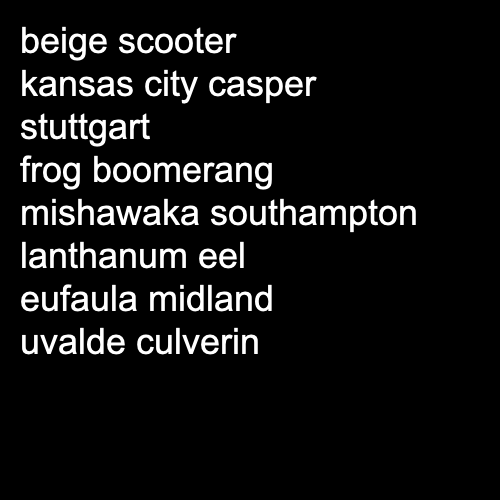 beige scooter
kansas city casper
stuttgart
frog boomerang
mishawaka southampton
lanthanum eel
eufaula midland
uvalde culverin